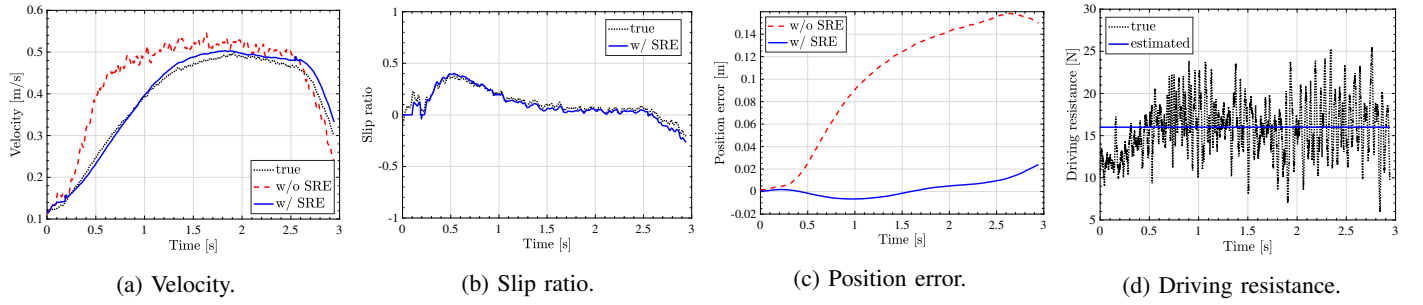 0.6
0.5
0.4
0.3
0.2
0.1
Velocity [m/s]
true
w/o SRE
w/ SRE
0 0.5 1 1.5 2 2.5 3
Time [s]
(a) Velocity.
1
0.5
0
-0.5
-1
Slip ratio
true
w/ SRE
0 0.5 1 1.5 2 2.5 3
Time [s]
(b) Slip ratio.
0.14
0.12
0.1
0.08
0.06
0.04
0.02
0
-0.02
Position error [m]
w/o SRE
w/ SRE
0 0.5 1 1.5 2 2.5 3
Time [s]
(c) Position error.
30
25
20
15
10
5
Driving resistance [N]
true
estimated
0 0.5 1 1.5 2 2.5 3
Time [s]
(d) Driving resistance.